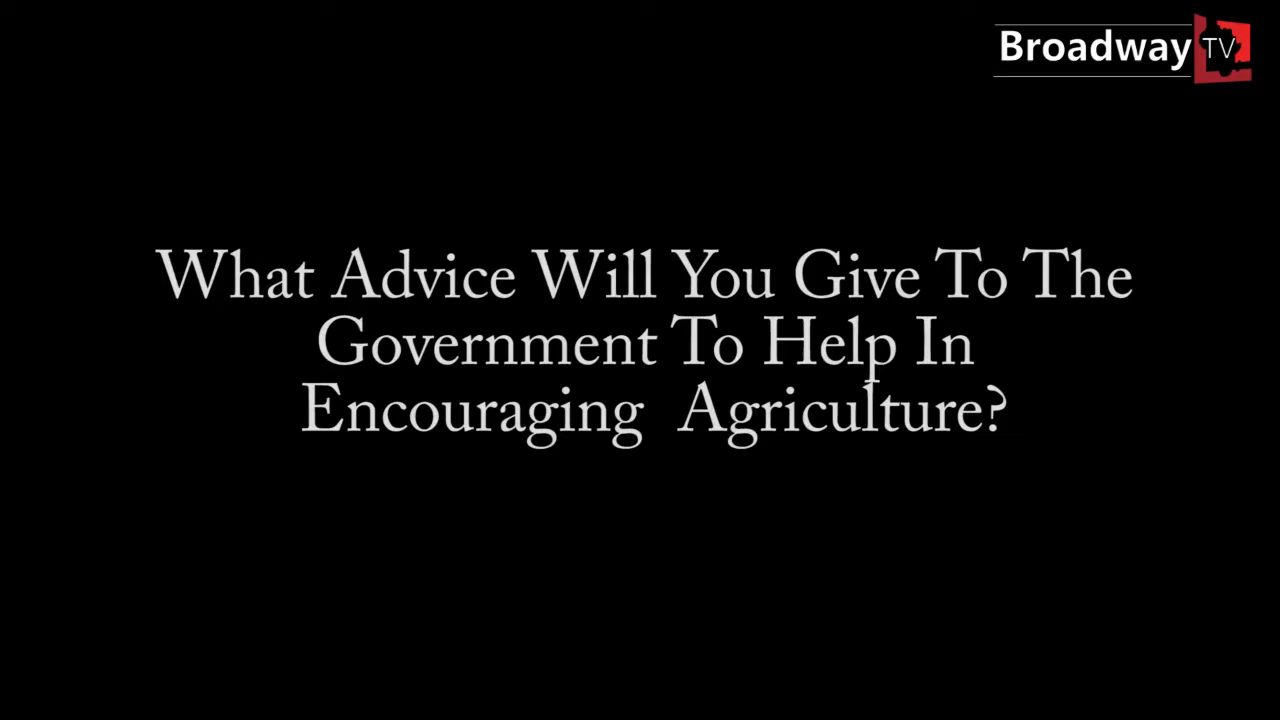 Broadway TV
What Advice Will You Give To The
Government To Help In
Encouraging Agriculture?